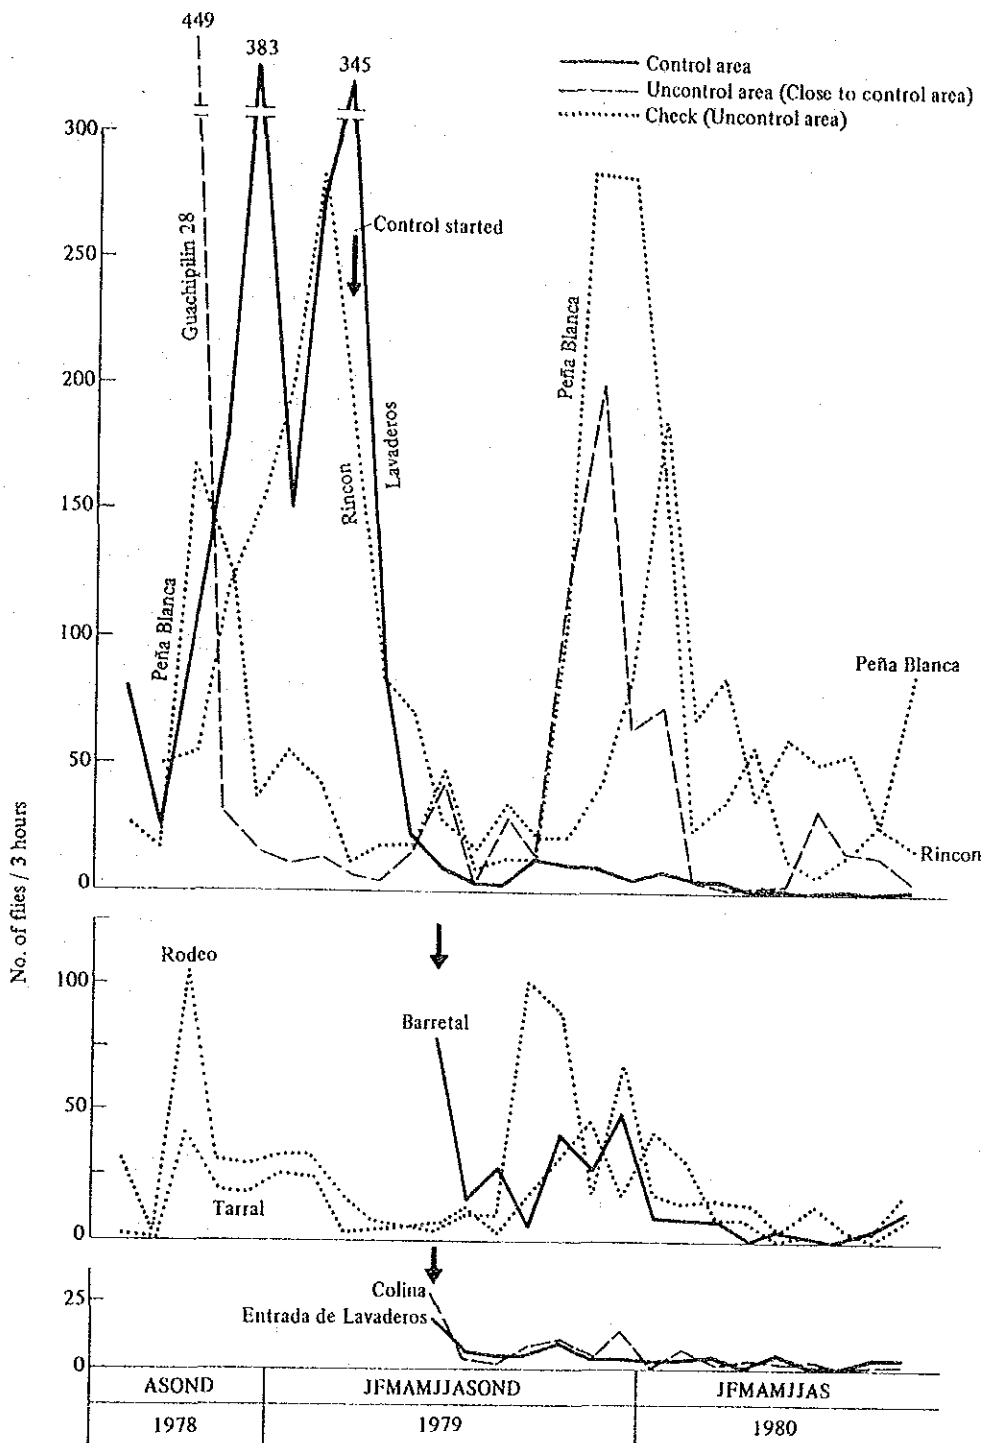 449
383
345
Control area
Uncontrol area (Close to control area)
Check (Uncontrol area)
300
250
200
150
100
50
0
Control started
Guachipilin 28
Peña Blanca
Rincon
Lavaderos
Peña Blanca
Peña Blanca
Rincon
No. of flies / 3 hours
100
50
0
Rodeo
Tarral
Barretal
25
0
Colina
Entrada de Lavaderos
ASOND
JFMAMJJASOND
JFMAMJJAS
1978
1979
1980